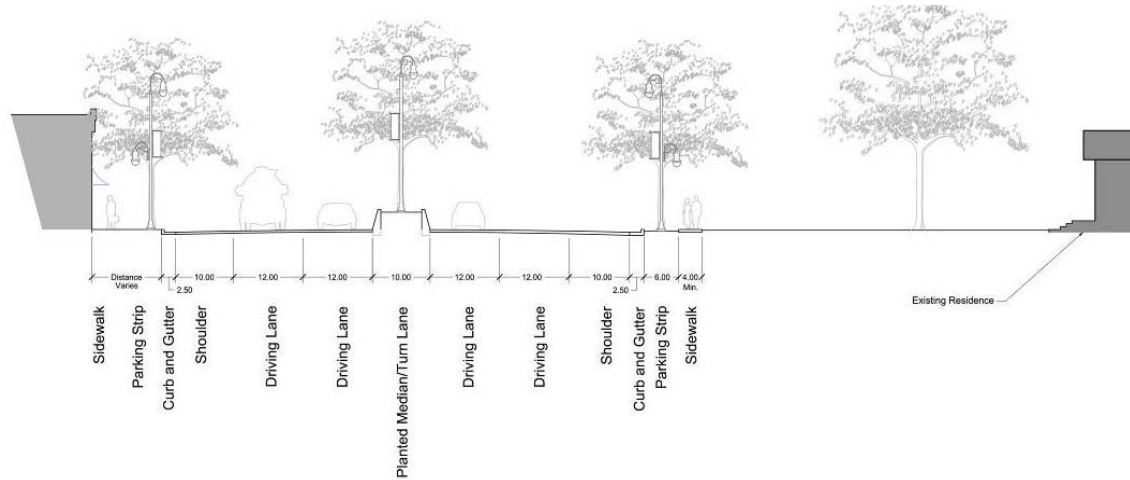 Distance
Varies
2.50
10.00
12.00
12.00
10.00
12.00
12.00
10.00
2.50
6.00
4.00
Min.
Existing Residence
Sidewalk
Parking Strip
Curb and Gutter
Shoulder
Driving Lane
Driving Lane
Planted Median/Turn Lane
Driving Lane
Driving Lane
Shoulder
Curb and Gutter
Parking Strip
Sidewalk